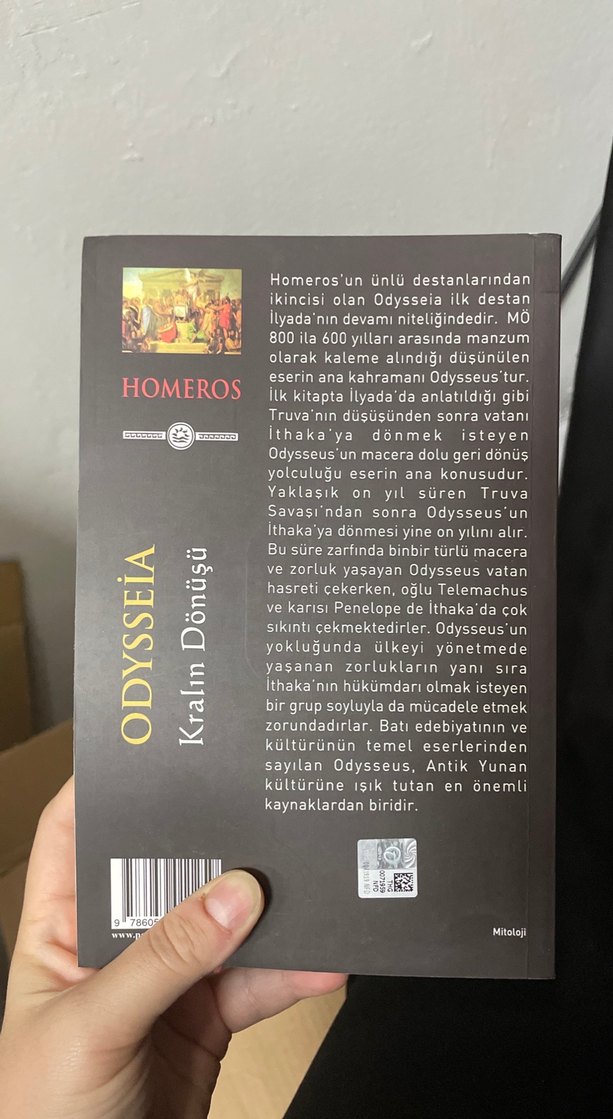 HOMEROS
ODYSSEİA
Kralın Dönüşü
Homeros'un ünlü destanlarından
ikincisi olan Odysseia ilk destan
İlyada'nın devamı niteliğindedir. MÖ
800 ila 600 yılları arasında manzum
olarak kaleme alındığı düşünülen
eserin ana kahramanı Odysseus'tur.
İlk kitapta İlyada'da anlatıldığı gibi
Truva'nın düşüşünden sonra vatanı
İthaka'ya dönmek isteyen
Odysseus'un macera dolu geri dönüş
yolculuğu eserin ana konusudur.
Yaklaşık on yıl süren Truva
Savaşı'ndan sonra Odysseus'un
İthaka'ya dönmesi yine on yılını alır.
Bu süre zarfında binbir türlü macera
ve zorluk yaşayan Odysseus vatan
hasreti çekerken, oğlu Telemachus
ve karısı Penelope de İthaka'da çok
sıkıntı çekmektedirler. Odysseus'un
yokluğunda ülkeyi yönetmede
yaşanan zorlukların yanı sıra
İthaka'nın hükümdarı olmak isteyen
bir grup soyluyla da mücadele etmek
zorundadırlar. Batı edebiyatının ve
kültürünün temel eserlerinden
sayılan Odysseus, Antik Yunan
kültürüne ışık tutan en önemli
kaynaklardan biridir.
THG
0071939
NFD
9 78605
Mitoloji